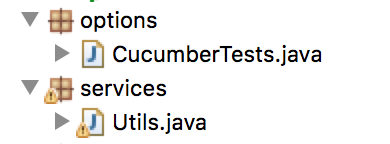 options
CucumberTests.java
services
Utils.java